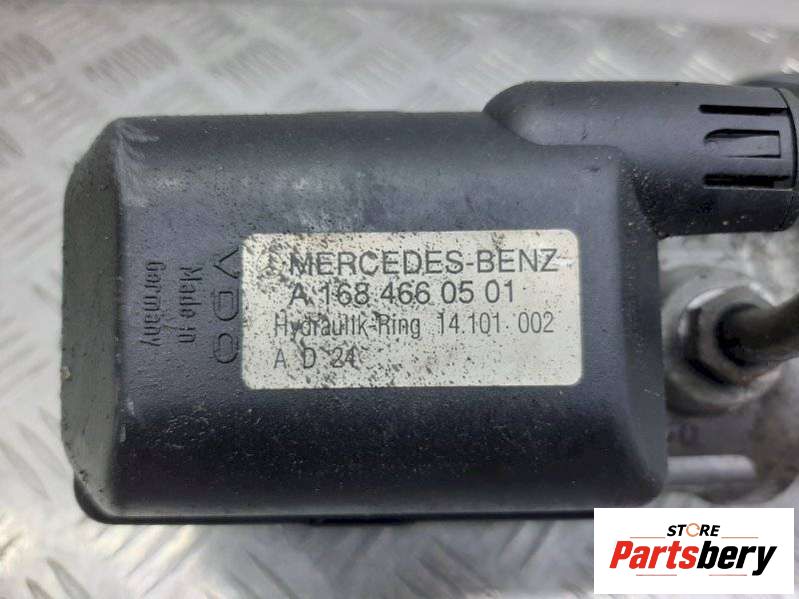 MERCEDES-BENZ
A 168 466 05 01
Hydraulik-Ring 14.101 002
A D 24
VDO
Made in
Germany
STORE
Partsbery